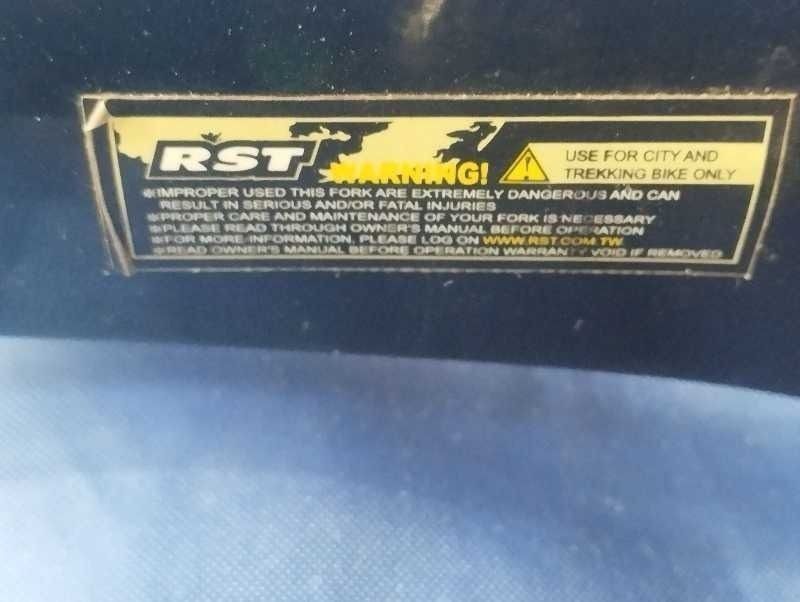 RST
WARNING!
USE FOR CITY AND
TREKKING BIKE ONLY
※IMPROPER USED THIS FORK ARE EXTREMELY DANGEROUS AND CAN
RESULT IN SERIOUS AND/OR FATAL INJURIES
※PROPER CARE AND MAINTENANCE OF YOUR FORK IS NECESSARY
※PLEASE READ THROUGH OWNER'S MANUAL BEFORE OPERATION
※FOR MORE INFORMATION, PLEASE LOG ON WWW.RST.COM.TW
※READ OWNER'S MANUAL BEFORE OPERATION WARRANTY VOID IF REMOVED